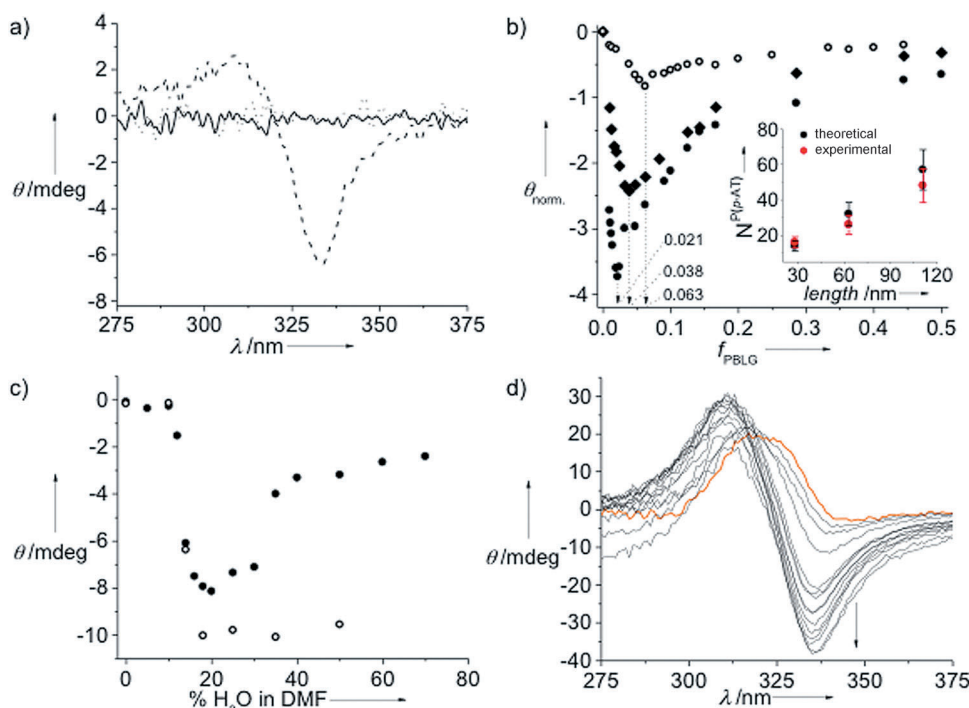 a)
4
2
0
-2
-4
-6
-8
θ /mdeg
275 300 325 350 375
λ /nm
b)
0
-1
-2
-3
-4
θnorm.
0.021
0.038
0.063
0.0 0.1 0.2 0.3 0.4 0.5
fPBLG
80
60
40
20
N P(p-AT)
theoretical
experimental
30 60 90 120
length /nm
c)
0
-2
-4
-6
-8
-10
θ /mdeg
0 20 40 60 80
% H2O in DMF
d)
30
20
10
0
-10
-20
-30
-40
θ /mdeg
275 300 325 350 375
λ /nm